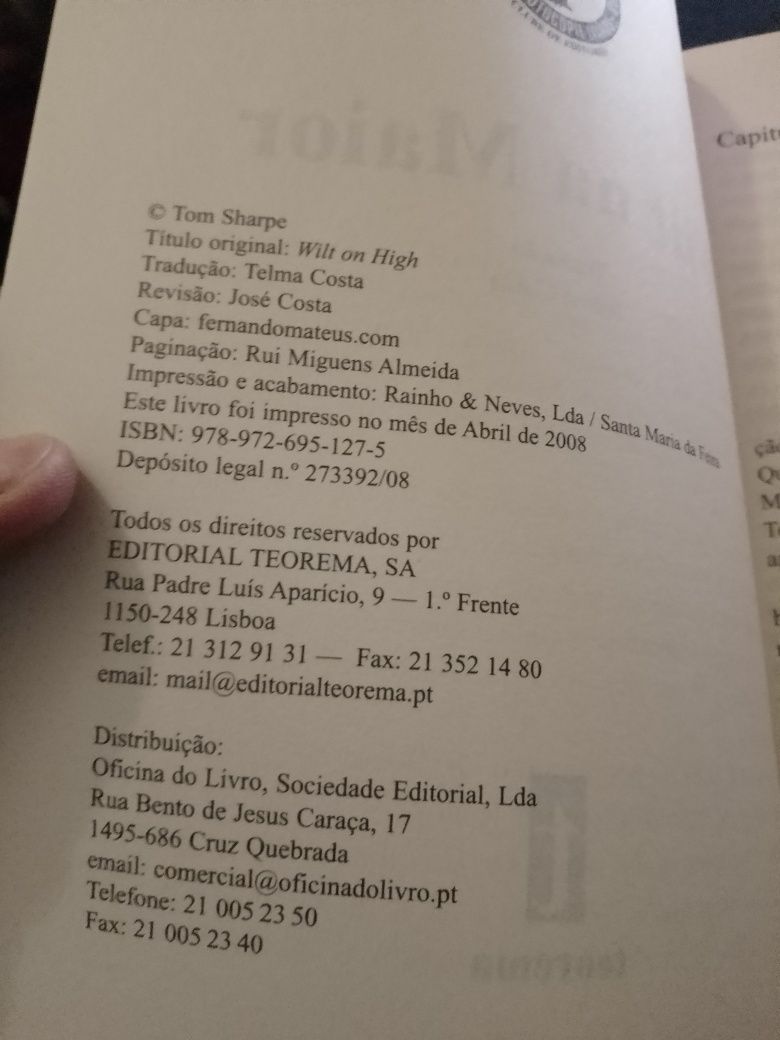 Capít
© Tom Sharpe
Título original: Wilt on High
Tradução: Telma Costa
Revisão: José Costa
Capa: fernandomateus.com
Paginação: Rui Miguens Almeida
Impressão e acabamento: Rainho & Neves, Lda / Santa Maria da Feira
Este livro foi impresso no mês de Abril de 2008
ISBN: 978-972-695-127-5
Depósito legal n.º 273392/08
Todos os direitos reservados por
EDITORIAL TEOREMA, SA
Rua Padre Luís Aparício, 9 — 1.º Frente
1150-248 Lisboa
Telef.: 21 312 91 31 — Fax: 21 352 14 80
email: mail@editorialteorema.pt
Distribuição:
Oficina do Livro, Sociedade Editorial, Lda
Rua Bento de Jesus Caraça, 17
1495-686 Cruz Quebrada
email: comercial@oficinadolivro.pt
Telefone: 21 005 23 50
Fax: 21 005 23 40